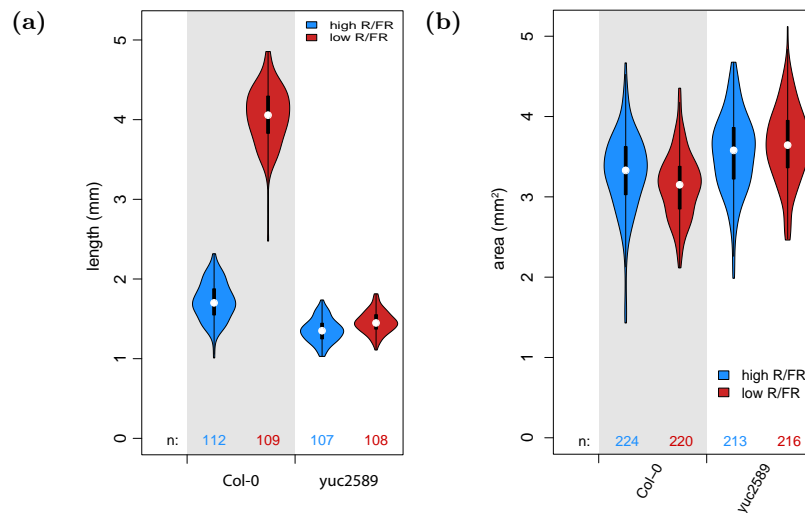 (a)
high R/FR
low R/FR
length (mm)
5
4
3
2
1
0
n: 112 109 107 108
Col-0 yuc2589
(b)
area (mm²)
5
4
3
2
1
0
high R/FR
low R/FR
n: 224 220 213 216
Col−0 yuc2589